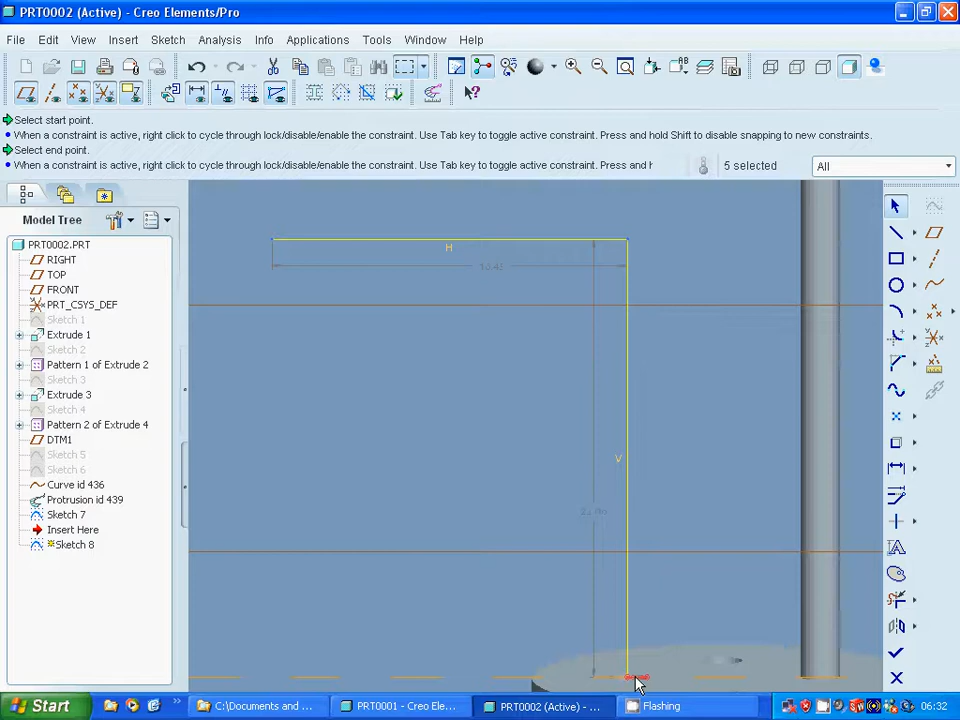 PRT0002 (Active) - Creo Elements/Pro
File Edit View Insert Sketch Analysis Info Applications Tools Window Help
Select start point.
When a constraint is active, right click to cycle through lock/disable/enable the constraint. Use Tab key to toggle active constraint. Press and hold Shift to disable snapping to new constraints.
Select end point.
When a constraint is active, right click to cycle through lock/disable/enable the constraint. Use Tab key to toggle active constraint. Press and h
5 selected
All
Model Tree
PRT0002.PRT
RIGHT
TOP
FRONT
PRT_CSYS_DEF
Sketch 1
Extrude 1
Sketch 2
Pattern 1 of Extrude 2
Sketch 3
Extrude 3
Sketch 4
Pattern 2 of Extrude 4
DTM1
Sketch 5
Sketch 6
Curve id 436
Protrusion id 439
Sketch 7
Insert Here
Sketch 8
H
V
Start
C:\Documents and ...
PRT0001 - Creo Eleme...
PRT0002 (Active) - ...
Flashing
06:32